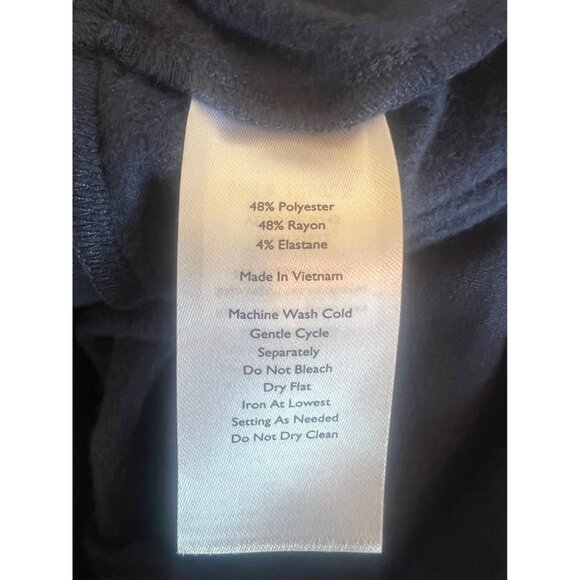 48% Polyester
48% Rayon
4% Elastane
Made In Vietnam
Machine Wash Cold
Gentle Cycle
Separately
Do Not Bleach
Dry Flat
Iron At Lowest
Setting As Needed
Do Not Dry Clean